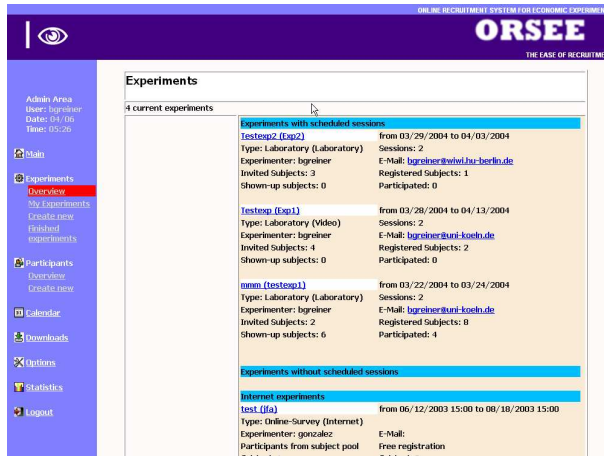 ONLINE RECRUITMENT SYSTEM FOR ECONOMIC EXPERIMEN
ORSEE
THE EASE OF RECRUITME
Admin Area
User: bgreiner
Date: 04/06
Time: 05:26
Main
Experiments
Overview
My Experiments
Create new
Finished
experiments
Participants
Overview
Create new
Calendar
Downloads
Options
Statistics
Logout
Experiments
4 current experiments
Experiments with scheduled sessions
Testexp2 (Exp2) from 03/29/2004 to 04/03/2004
Type: Laboratory (Laboratory) Sessions: 2
Experimenter: bgreiner E-Mail: bgreiner@wiwi.hu-berlin.de
Invited Subjects: 3 Registered Subjects: 1
Shown-up subjects: 0 Participated: 0
Testexp (Exp1) from 03/28/2004 to 04/13/2004
Type: Laboratory (Video) Sessions: 2
Experimenter: bgreiner E-Mail: bgreiner@uni-koeln.de
Invited Subjects: 4 Registered Subjects: 2
Shown-up subjects: 0 Participated: 0
mmm (testexp1) from 03/22/2004 to 03/24/2004
Type: Laboratory (Laboratory) Sessions: 2
Experimenter: bgreiner E-Mail: bgreiner@uni-koeln.de
Invited Subjects: 2 Registered Subjects: 8
Shown-up subjects: 6 Participated: 4
Experiments without scheduled sessions
Internet experiments
test (jfa) from 06/12/2003 15:00 to 08/18/2003 15:00
Type: Online-Survey (Internet)
Experimenter: gonzalez E-Mail:
Participants from subject pool Free registration